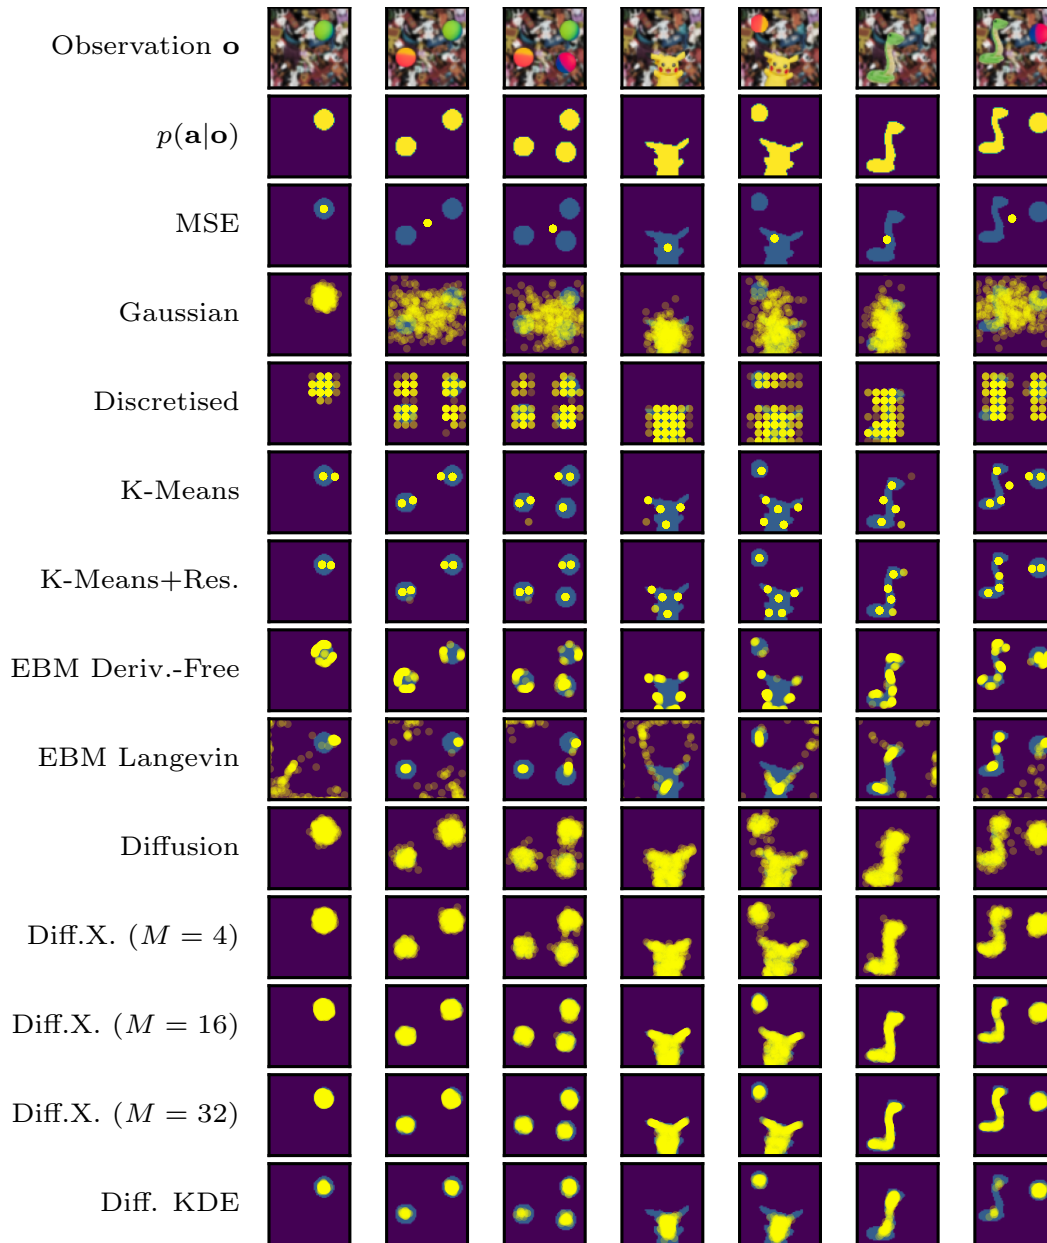 Observation o
p(a|o)
MSE
Gaussian
Discretised
K-Means
K-Means+Res.
EBM Deriv.-Free
EBM Langevin
Diffusion
Diff.X. (M = 4)
Diff.X. (M = 16)
Diff.X. (M = 32)
Diff. KDE